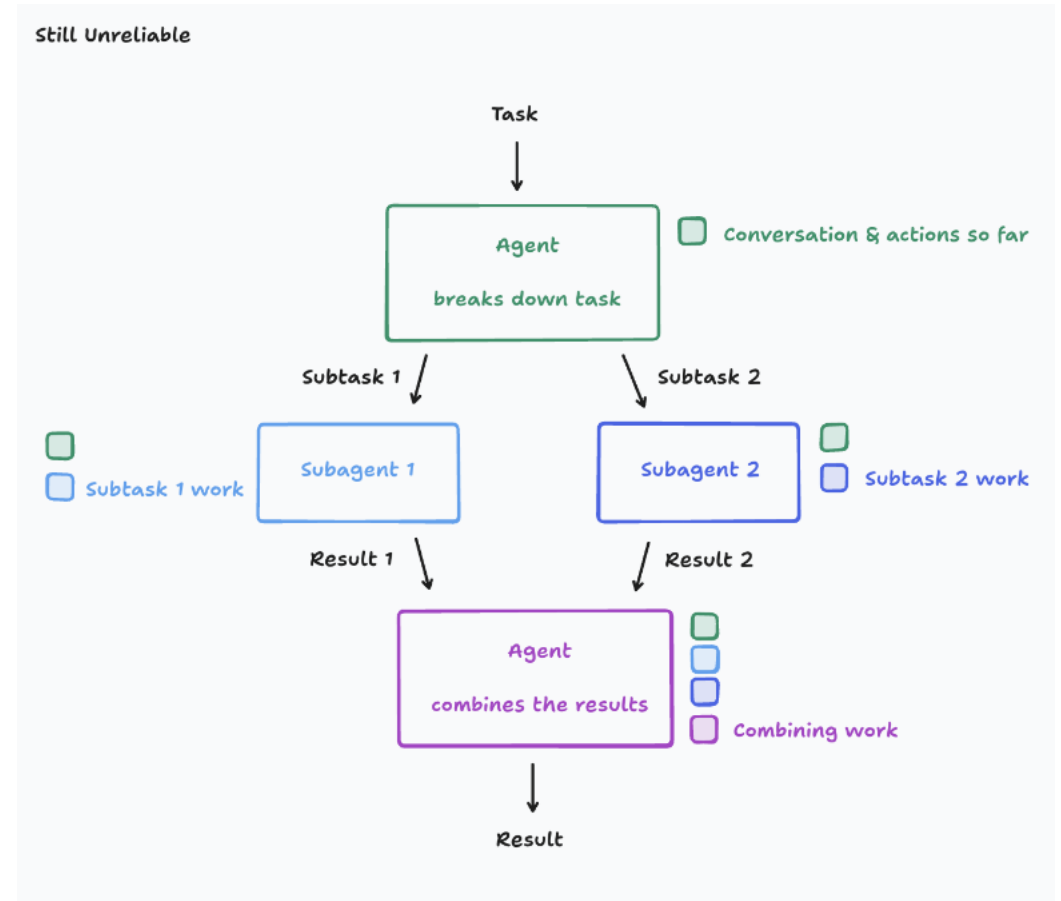 Still Unreliable
Task
Agent
breaks down task
Conversation & actions so far
Subtask 1
Subtask 2
Subagent 1
Subtask 1 work
Subagent 2
Subtask 2 work
Result 1
Result 2
Agent
combines the results
Combining work
Result